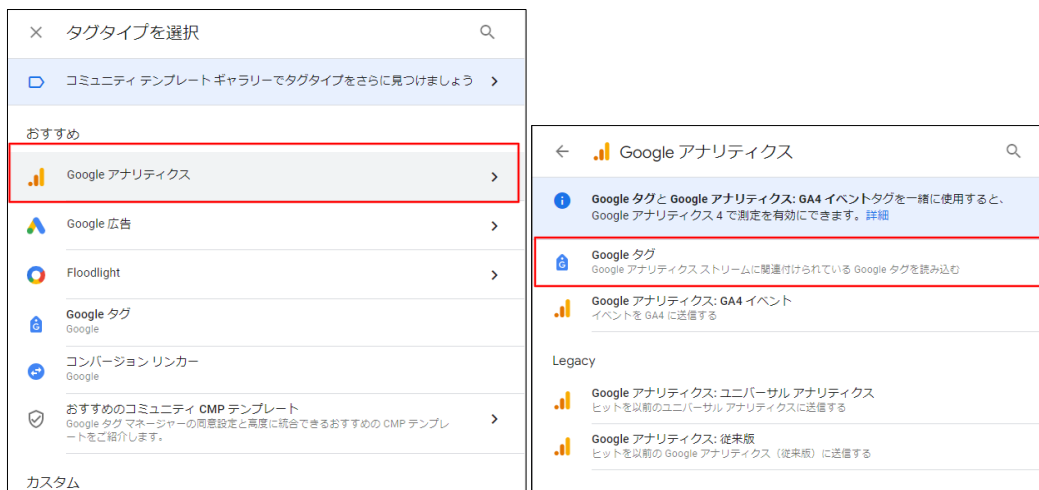 タグタイプを選択
コミュニティ テンプレート ギャラリーでタグタイプをさらに見つけましょう
おすすめ
Google アナリティクス
Google 広告
Floodlight
Google タグ
Google
コンバージョン リンカー
Google
おすすめのコミュニティ CMP テンプレート
Google タグ マネージャーの同意設定と高度に統合できるおすすめの CMP テンプレ
ートをご紹介します。
カスタム
Google アナリティクス
Google タグと Google アナリティクス: GA4 イベントタグを一緒に使用すると、
Google アナリティクス 4 で測定を有効にできます。詳細
Google タグ
Google アナリティクス ストリームに関連付けられている Google タグを読み込む
Google アナリティクス: GA4 イベント
イベントを GA4 に送信する
Legacy
Google アナリティクス: ユニバーサル アナリティクス
ヒットを以前のユニバーサル アナリティクスに送信する
Google アナリティクス: 従来版
ヒットを以前の Google アナリティクス（従来版）に送信する